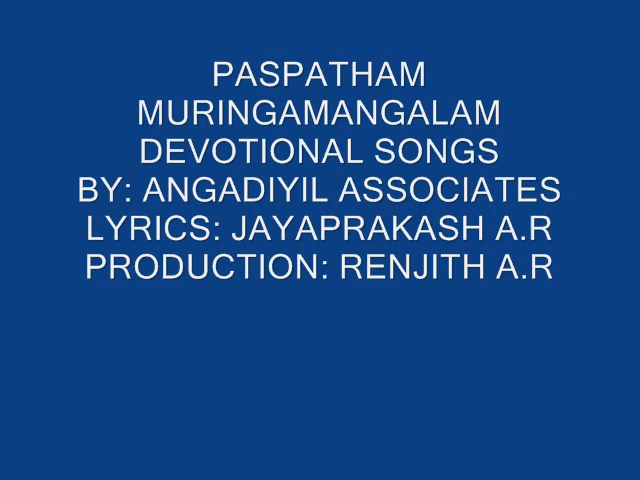 PASPATHAM
MURINGAMANGALAM
DEVOTIONAL SONGS
BY: ANGADIYIL ASSOCIATES
LYRICS: JAYAPRAKASH A.R
PRODUCTION: RENJITH A.R